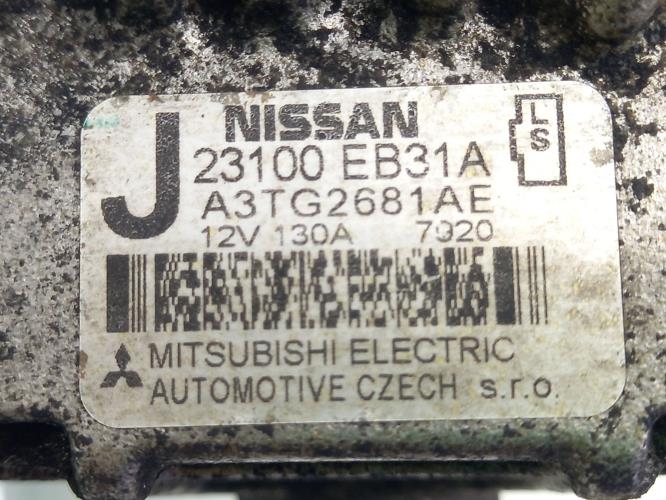 J
NISSAN
23100 EB31A
A3TG2681AE
12V 130A 7920
L
S
MITSUBISHI ELECTRIC
AUTOMOTIVE CZECH s.r.o.